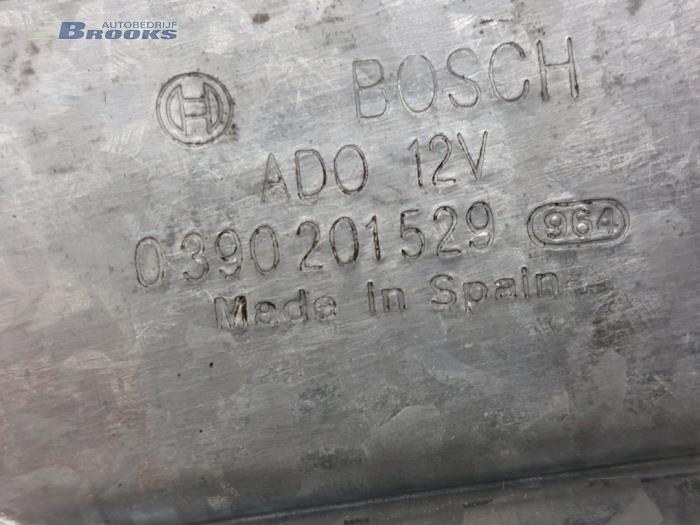 AUTOBEDRIJF
BROOKS
BOSCH
ADO 12V
0 390 201 529 964
Made in Spain